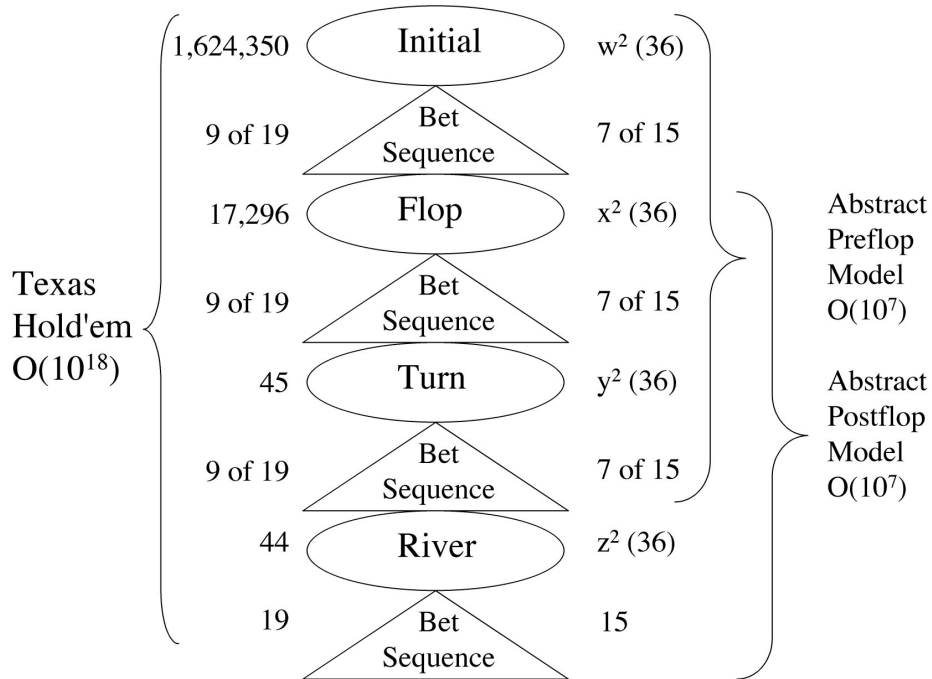 1,624,350
Initial
w² (36)
9 of 19
Bet
Sequence
7 of 15
17,296
Flop
x² (36)
9 of 19
Bet
Sequence
7 of 15
45
Turn
y² (36)
9 of 19
Bet
Sequence
7 of 15
44
River
z² (36)
19
Bet
Sequence
15
Texas
Hold'em
O(10¹⁸)
Abstract
Preflop
Model
O(10⁷)
Abstract
Postflop
Model
O(10⁷)